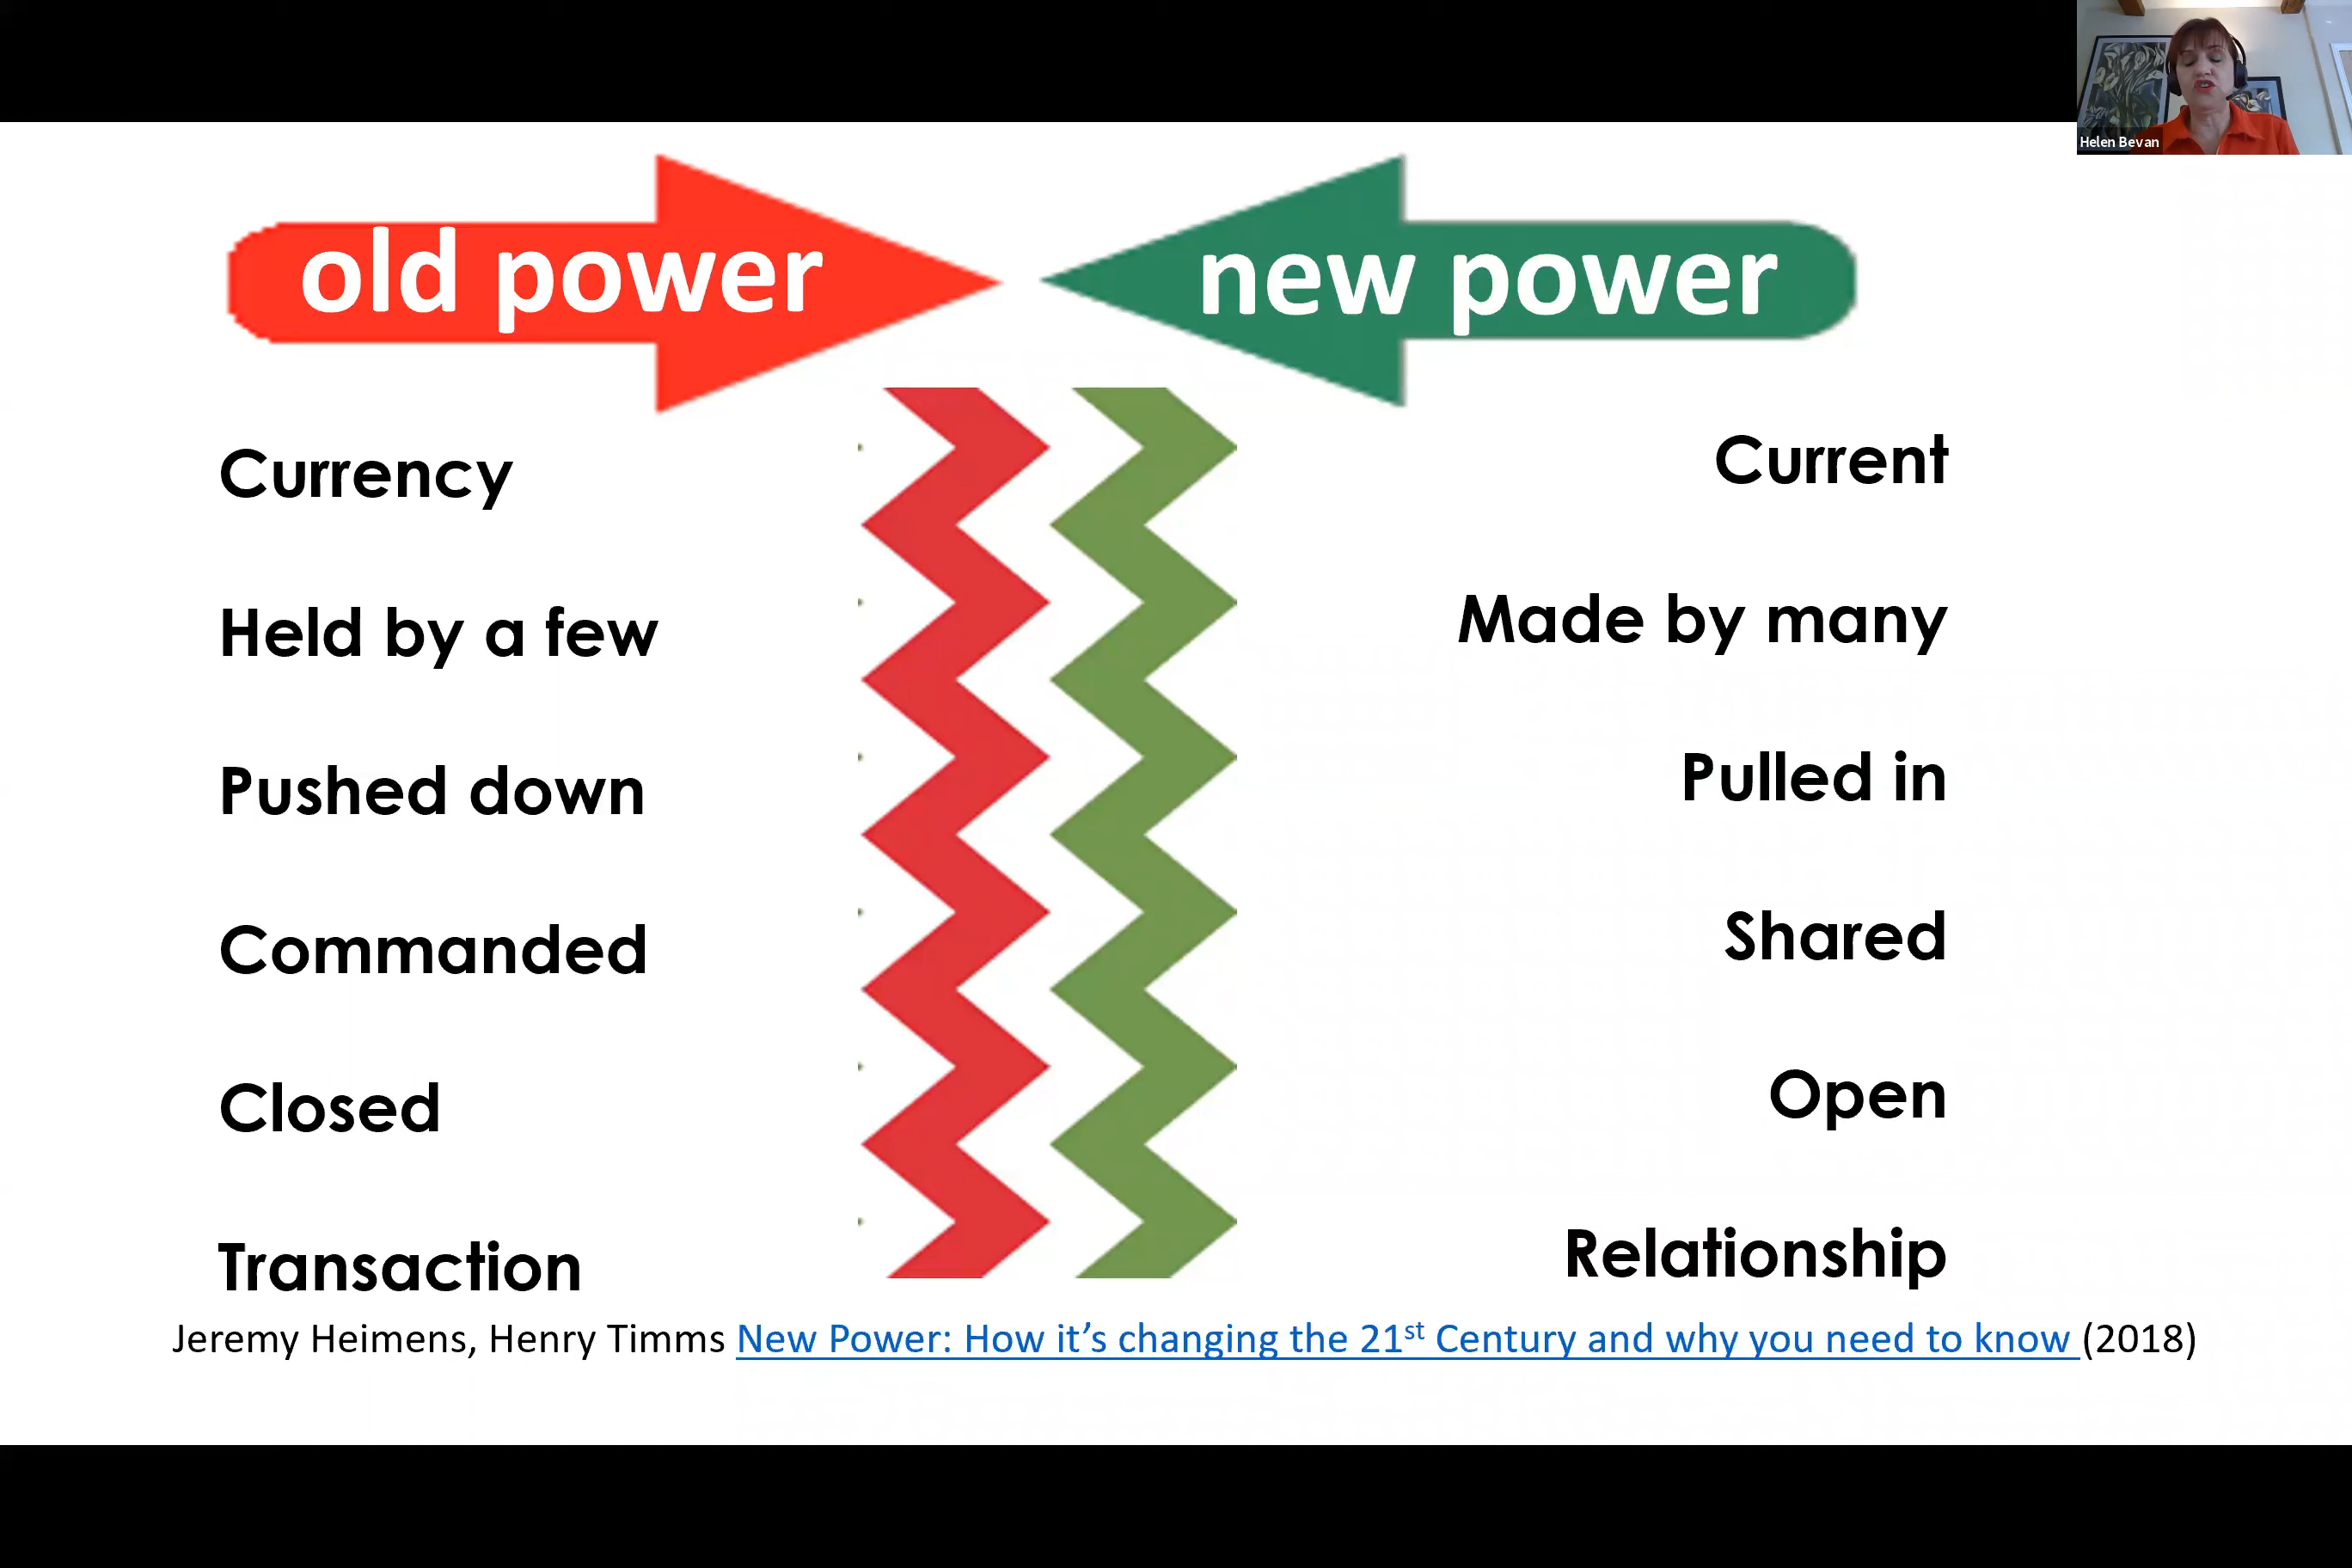 Helen Bevan
old power
new power
Currency
Current
Held by a few
Made by many
Pushed down
Pulled in
Commanded
Shared
Closed
Open
Transaction
Relationship
Jeremy Heimens, Henry Timms New Power: How it’s changing the 21st Century and why you need to know (2018)